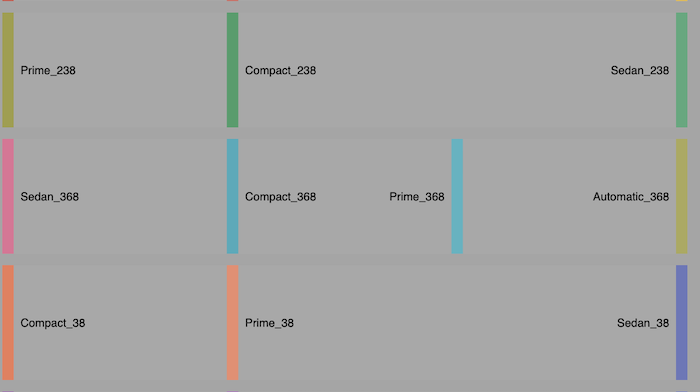 Prime_238 Compact_238 Sedan_238
Sedan_368 Compact_368 Prime_368 Automatic_368
Compact_38 Prime_38 Sedan_38